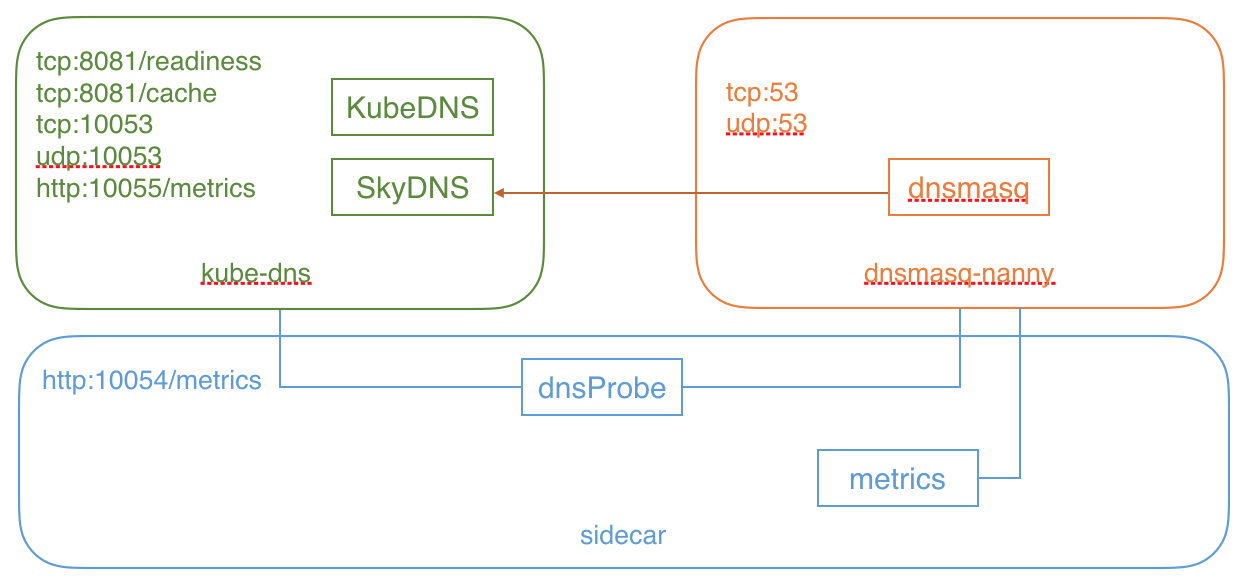 tcp:8081/readiness
tcp:8081/cache
tcp:10053
udp:10053
http:10055/metrics
KubeDNS
SkyDNS
kube-dns
tcp:53
udp:53
dnsmasq
dnsmasq-nanny
http:10054/metrics
dnsProbe
metrics
sidecar